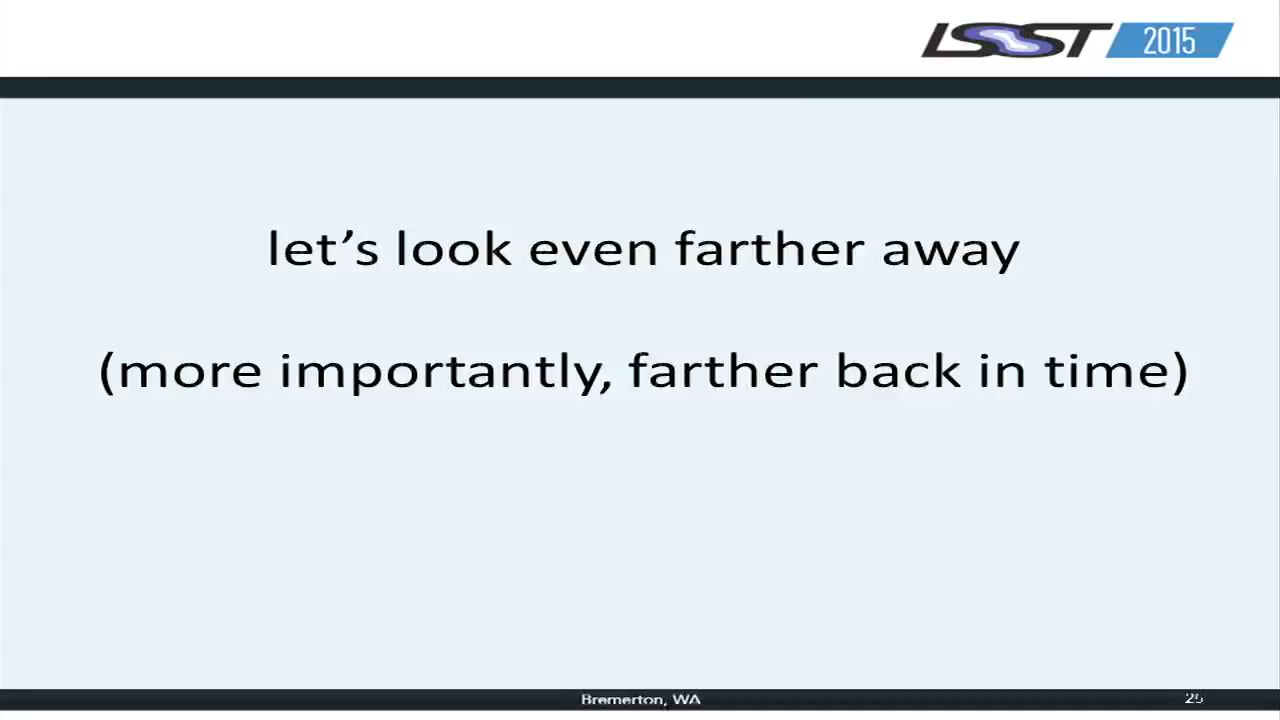 LSST 2015
let’s look even farther away
(more importantly, farther back in time)
Bremerton, WA